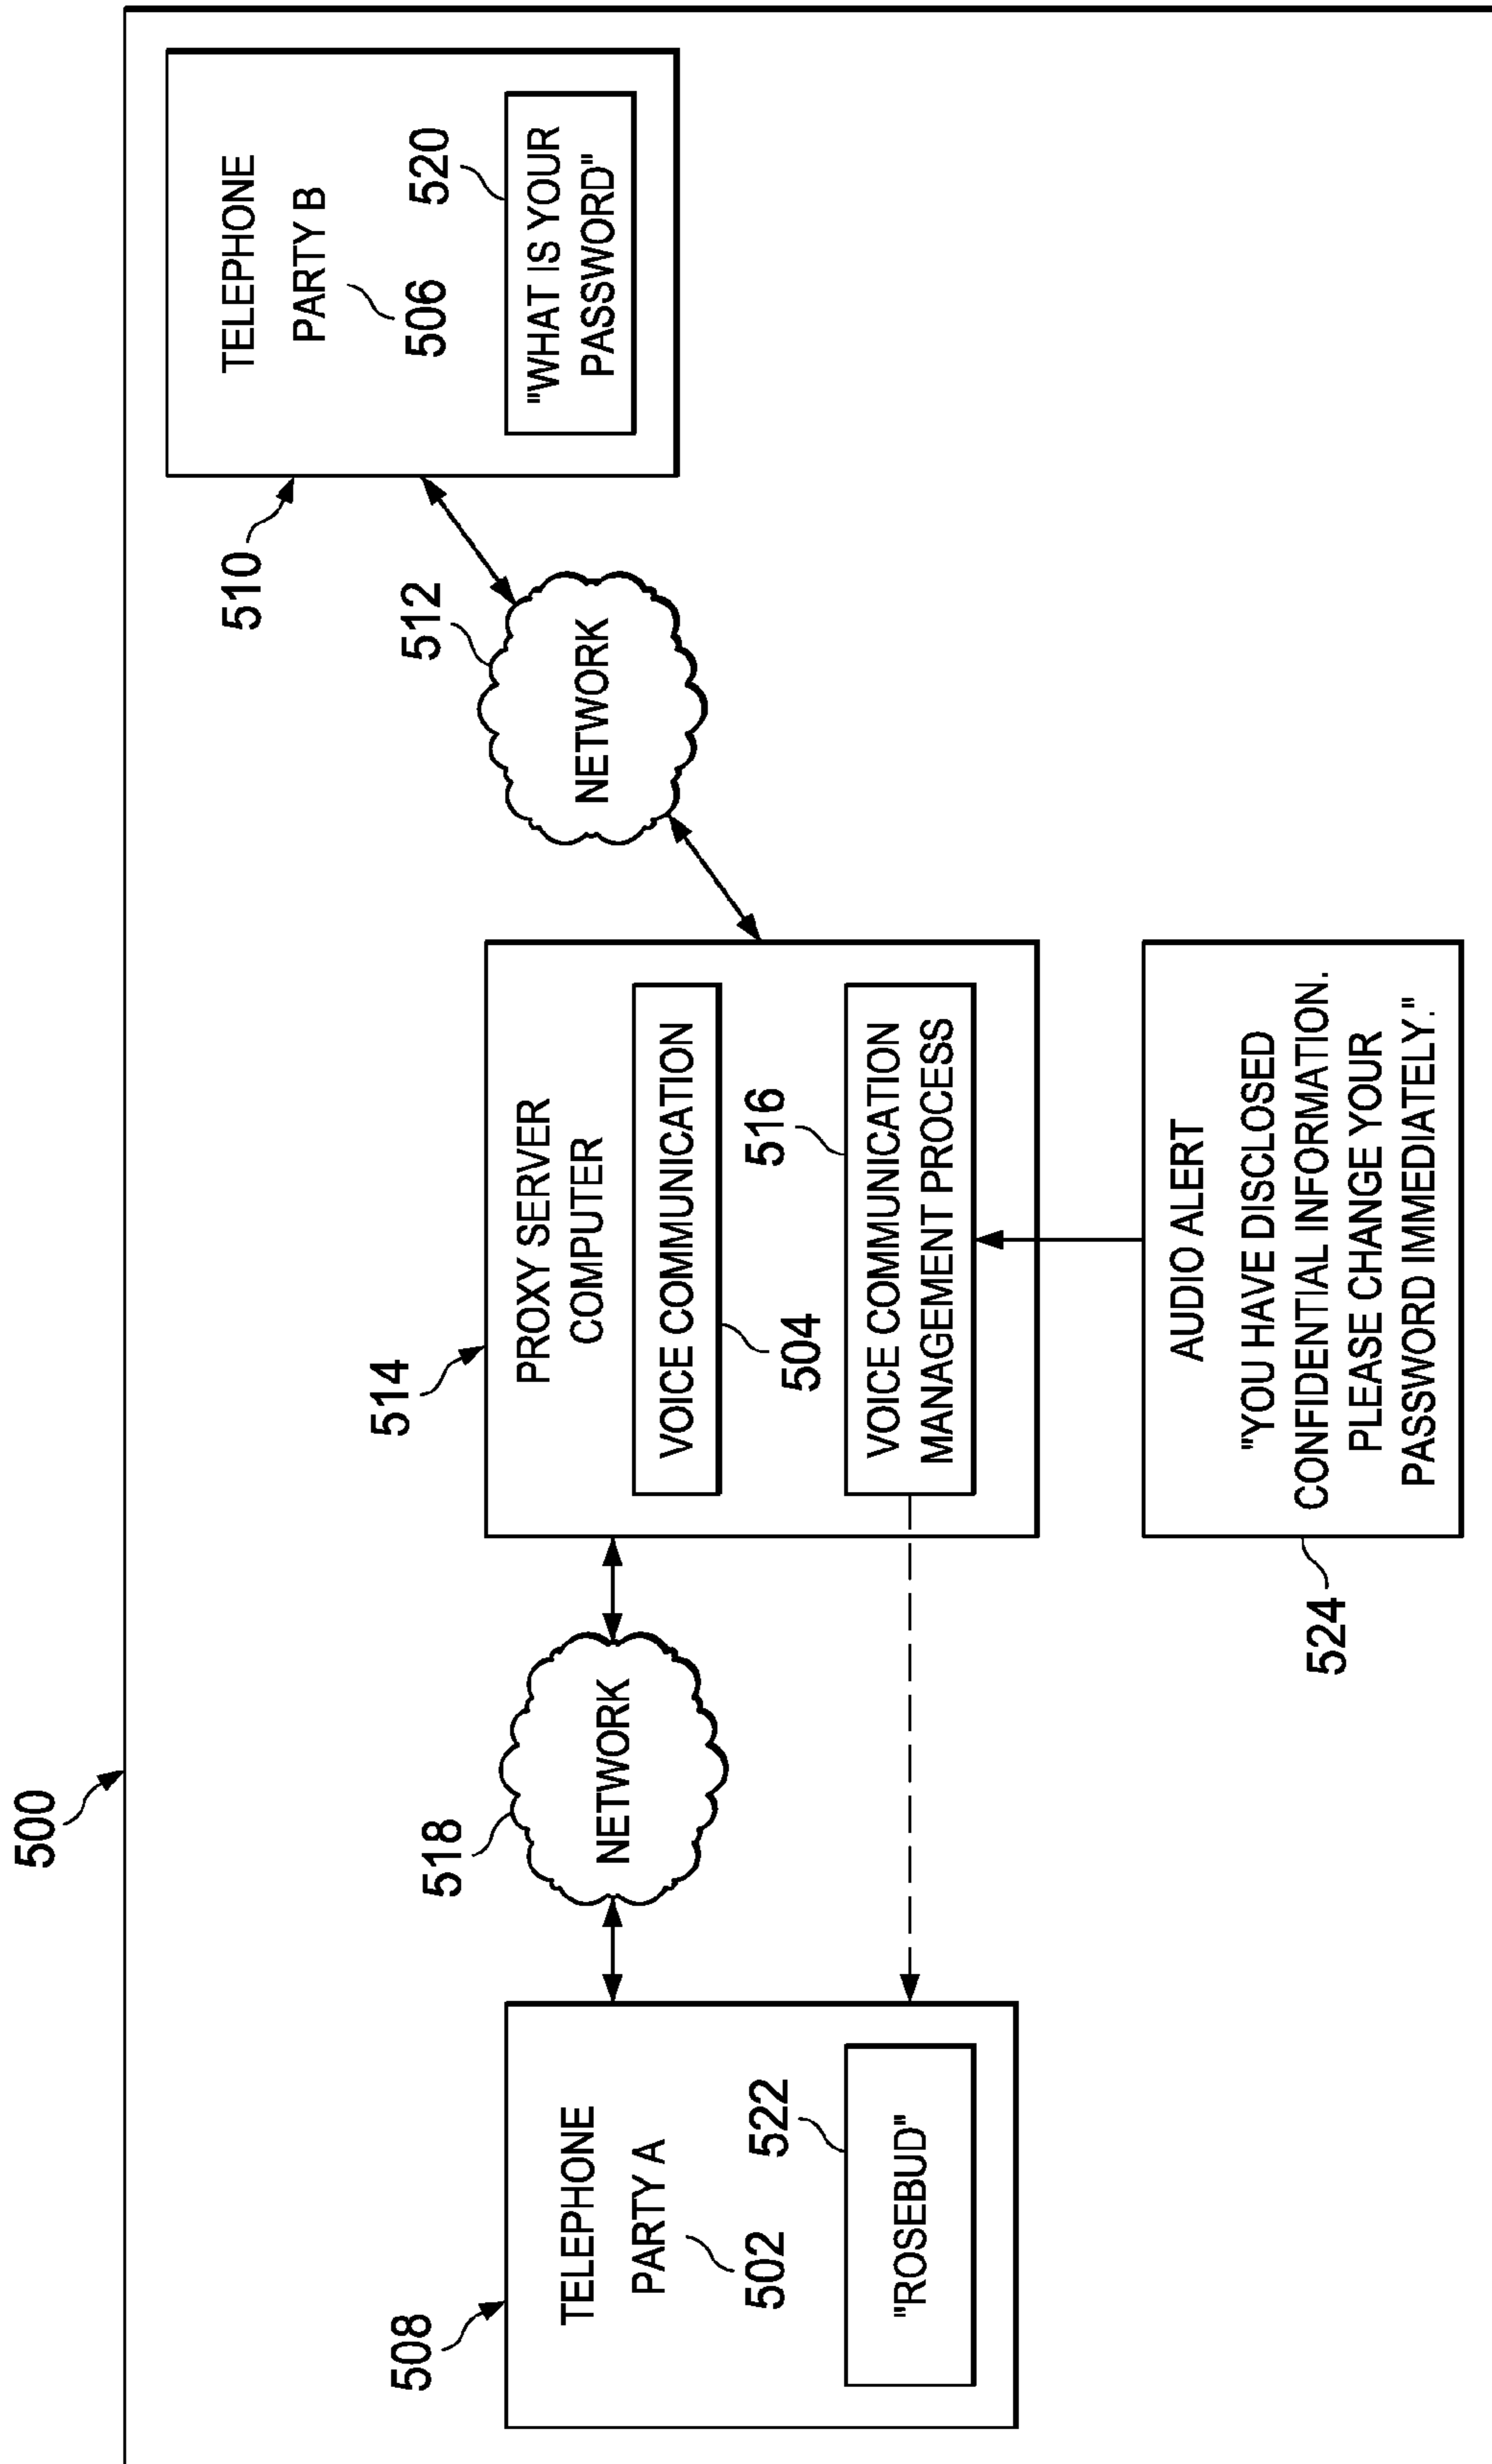 500
508
TELEPHONE
PARTY A
502
522
"ROSEBUD"
518
NETWORK
514
PROXY SERVER
COMPUTER
VOICE COMMUNICATION
504
516
VOICE COMMUNICATION
MANAGEMENT PROCESS
524
AUDIO ALERT
"YOU HAVE DISCLOSED
CONFIDENTIAL INFORMATION.
PLEASE CHANGE YOUR
PASSWORD IMMEDIATELY."
512
NETWORK
510
TELEPHONE
PARTY B
506
520
"WHAT IS YOUR
PASSWORD"